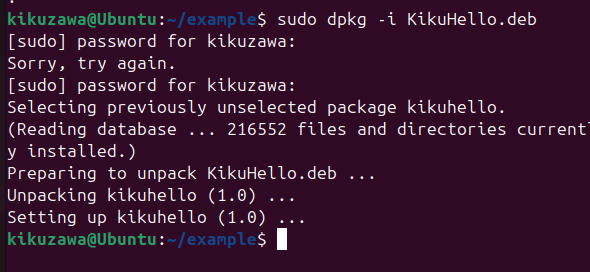 kikuzawa@Ubuntu:~/example$ sudo dpkg -i KikuHello.deb
[sudo] password for kikuzawa:
Sorry, try again.
[sudo] password for kikuzawa:
Selecting previously unselected package kikuhello.
(Reading database ... 216552 files and directories currentl
y installed.)
Preparing to unpack KikuHello.deb ...
Unpacking kikuhello (1.0) ...
Setting up kikuhello (1.0) ...
kikuzawa@Ubuntu:~/example$